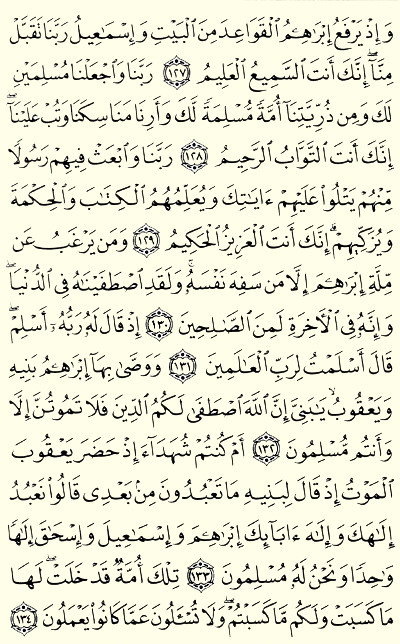 وَإِذْ يَرْفَعُ إِبْرَٰهِـۧمُ ٱلْقَوَاعِدَ مِنَ ٱلْبَيْتِ وَإِسْمَٰعِيلُ رَبَّنَا تَقَبَّلْ
مِنَّآ ۖ إِنَّكَ أَنتَ ٱلسَّمِيعُ ٱلْعَلِيمُ ١٢٧ رَبَّنَا وَٱجْعَلْنَا مُسْلِمَيْنِ
لَكَ وَمِن ذُرِّيَّتِنَآ أُمَّةً مُّسْلِمَةً لَّكَ وَأَرِنَا مَنَاسِكَنَا وَتُبْ عَلَيْنَآ ۖ
إِنَّكَ أَنتَ ٱلتَّوَّابُ ٱلرَّحِيمُ ١٢٨ رَبَّنَا وَٱبْعَثْ فِيهِمْ رَسُولًا
مِّنْهُمْ يَتْلُوا۟ عَلَيْهِمْ ءَايَٰتِكَ وَيُعَلِّمُهُمُ ٱلْكِتَٰبَ وَٱلْحِكْمَةَ
وَيُزَكِّيهِمْ ۚ إِنَّكَ أَنتَ ٱلْعَزِيزُ ٱلْحَكِيمُ ١٢٩ وَمَن يَرْغَبُ عَن
مِّلَّةِ إِبْرَٰهِـۧمَ إِلَّا مَن سَفِهَ نَفْسَهُۥ ۚ وَلَقَدِ ٱصْطَفَيْنَٰهُ فِى ٱلدُّنْيَا ۖ
وَإِنَّهُۥ فِى ٱلْءَاخِرَةِ لَمِنَ ٱلصَّٰلِحِينَ ١٣٠ إِذْ قَالَ لَهُۥ رَبُّهُۥٓ أَسْلِمْ ۖ
قَالَ أَسْلَمْتُ لِرَبِّ ٱلْعَٰلَمِينَ ١٣١ وَوَصَّىٰ بِهَآ إِبْرَٰهِـۧمُ بَنِيهِ
وَيَعْقُوبُ يَٰبَنِىَّ إِنَّ ٱللَّهَ ٱصْطَفَىٰ لَكُمُ ٱلدِّينَ فَلَا تَمُوتُنَّ إِلَّا
وَأَنتُم مُّسْلِمُونَ ١٣٢ أَمْ كُنتُمْ شُهَدَآءَ إِذْ حَضَرَ يَعْقُوبَ
ٱلْمَوْتُ إِذْ قَالَ لِبَنِيهِ مَا تَعْبُدُونَ مِنۢ بَعْدِى قَالُوا۟ نَعْبُدُ
إِلَٰهَكَ وَإِلَٰهَ ءَابَآئِكَ إِبْرَٰهِـۧمَ وَإِسْمَٰعِيلَ وَإِسْحَٰقَ إِلَٰهًا
وَٰحِدًا وَنَحْنُ لَهُۥ مُسْلِمُونَ ١٣٣ تِلْكَ أُمَّةٌ قَدْ خَلَتْ ۖ لَهَا
مَا كَسَبَتْ وَلَكُم مَّا كَسَبْتُمْ ۖ وَلَا تُسْـَٔلُونَ عَمَّا كَانُوا۟ يَعْمَلُونَ ١٣٤